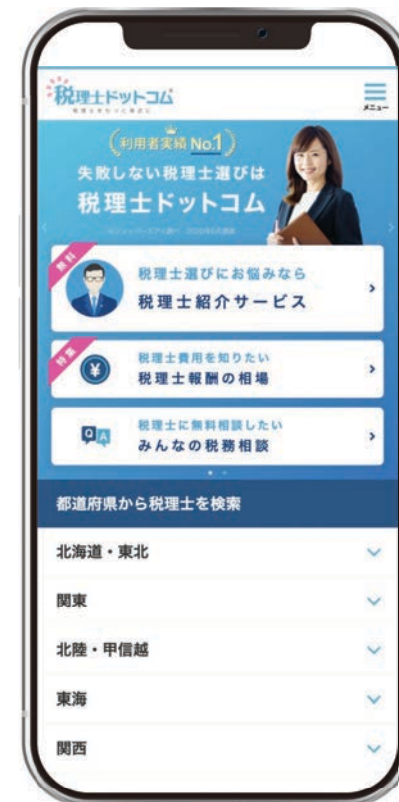 税理士ドットコム
メニュー
利用者実績 No.1
失敗しない税理士選びは
税理士ドットコム
無料
税理士選びにお悩みなら
税理士紹介サービス
特集
¥
税理士費用を知りたい
税理士報酬の相場
Q A
税理士に無料相談したい
みんなの税務相談
都道府県から税理士を検索
北海道・東北
関東
北陸・甲信越
東海
関西